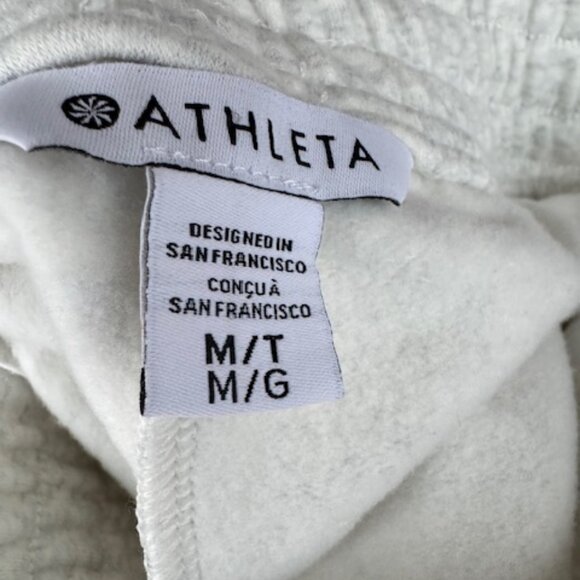 ATHLETA
DESIGNED IN
SAN FRANCISCO
CONÇU À
SAN FRANCISCO
M/T
M/G